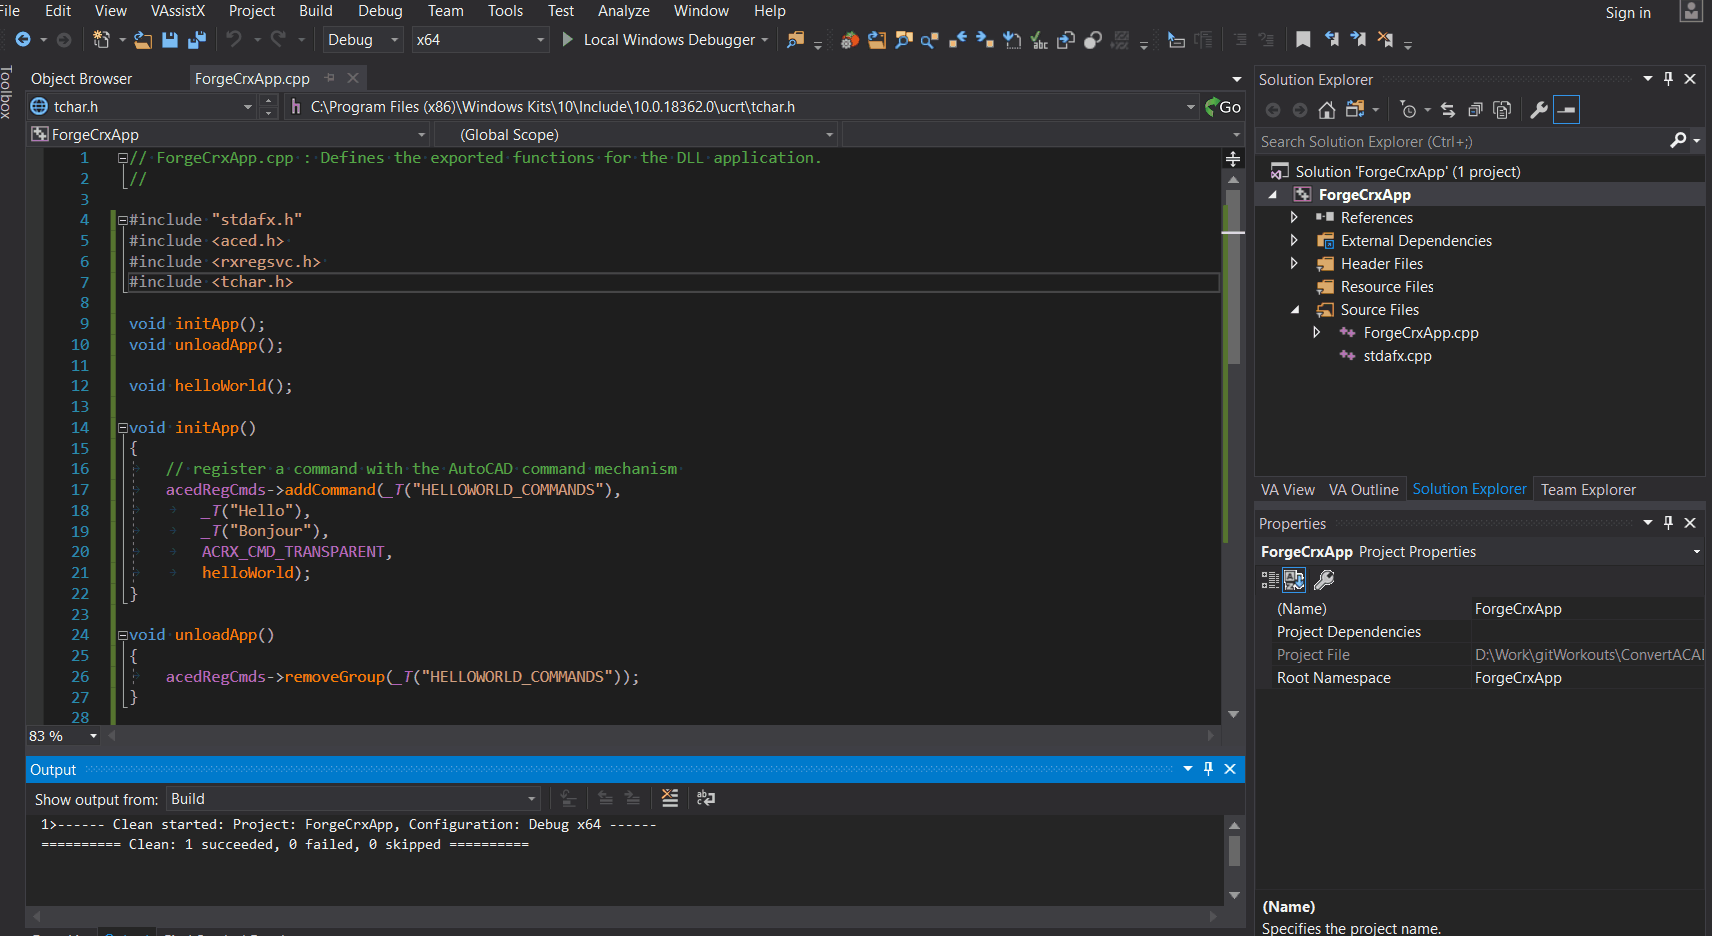 File Edit View VAssistX Project Build Debug Team Tools Test Analyze Window Help
Sign in
Debug x64 Local Windows Debugger
Toolbox
Object Browser ForgeCrxApp.cpp
tchar.h C:\Program Files (x86)\Windows Kits\10\Include\10.0.18362.0\ucrt\tchar.h Go
ForgeCrxApp (Global Scope)
1 // ForgeCrxApp.cpp : Defines the exported functions for the DLL application.
2 //
3
4 #include "stdafx.h"
5 #include <aced.h>
6 #include <rxregsvc.h>
7 #include <tchar.h>
8
9 void initApp();
10 void unloadApp();
11
12 void helloWorld();
13
14 void initApp()
15 {
16 // register a command with the AutoCAD command mechanism
17 acedRegCmds->addCommand(_T("HELLOWORLD_COMMANDS"),
18 _T("Hello"),
19 _T("Bonjour"),
20 ACRX_CMD_TRANSPARENT,
21 helloWorld);
22 }
23
24 void unloadApp()
25 {
26 acedRegCmds->removeGroup(_T("HELLOWORLD_COMMANDS"));
27 }
28
83 %
Output
Show output from: Build
1>------ Clean started: Project: ForgeCrxApp, Configuration: Debug x64 ------
========== Clean: 1 succeeded, 0 failed, 0 skipped ==========
Solution Explorer
Search Solution Explorer (Ctrl+;)
Solution 'ForgeCrxApp' (1 project)
ForgeCrxApp
References
External Dependencies
Header Files
Resource Files
Source Files
ForgeCrxApp.cpp
stdafx.cpp
VA View VA Outline Solution Explorer Team Explorer
Properties
ForgeCrxApp Project Properties
(Name) ForgeCrxApp
Project Dependencies
Project File D:\Work\gitWorkouts\ConvertACA
Root Namespace ForgeCrxApp
(Name)
Specifies the project name.